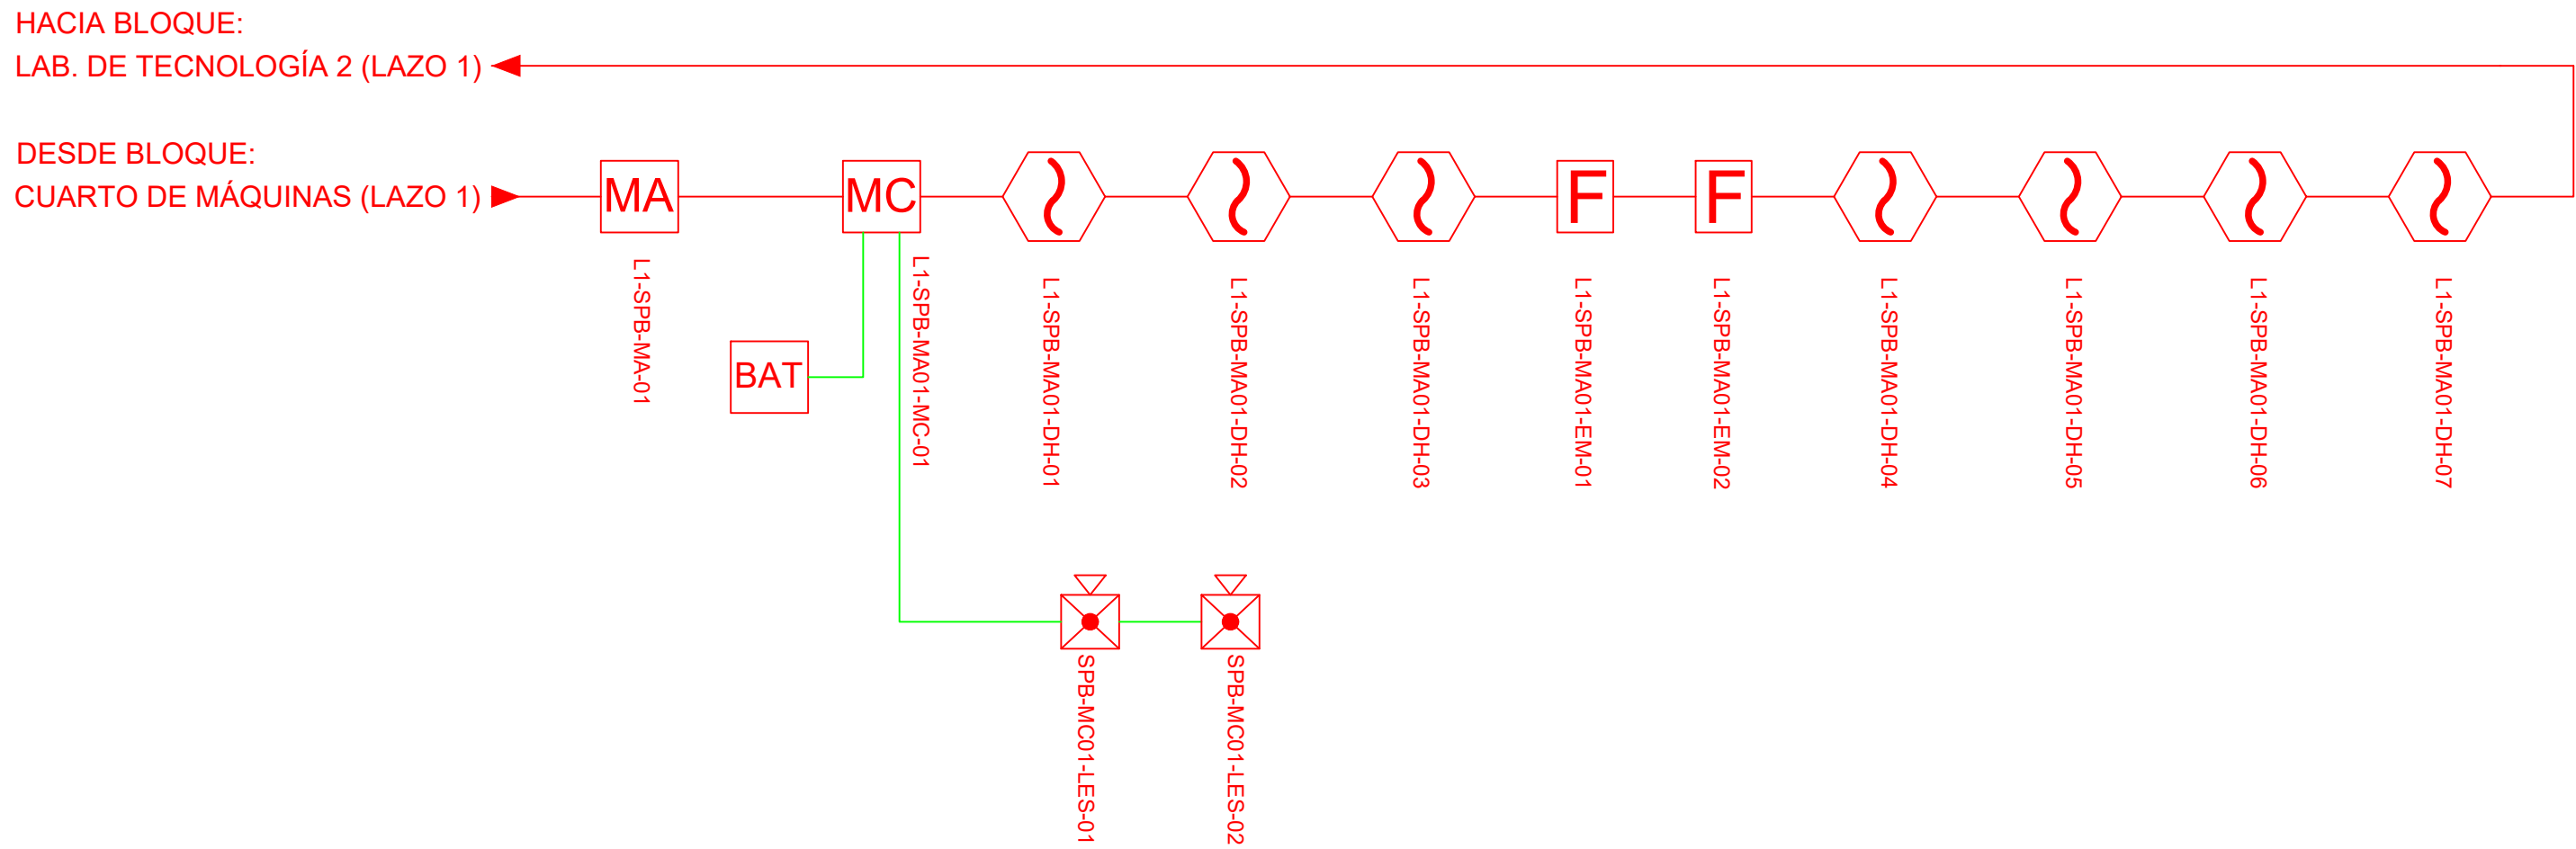 HACIA BLOQUE:
LAB. DE TECNOLOGÍA 2 (LAZO 1)
DESDE BLOQUE:
CUARTO DE MÁQUINAS (LAZO 1)
MA
MC
F
F
L1-SPB-MA-01
L1-SPB-MA01-MC-01
L1-SPB-MA01-DH-01
L1-SPB-MA01-DH-02
L1-SPB-MA01-DH-03
L1-SPB-MA01-EM-01
L1-SPB-MA01-EM-02
L1-SPB-MA01-DH-04
L1-SPB-MA01-DH-05
L1-SPB-MA01-DH-06
L1-SPB-MA01-DH-07
BAT
SPB-MC01-LES-01
SPB-MC01-LES-02